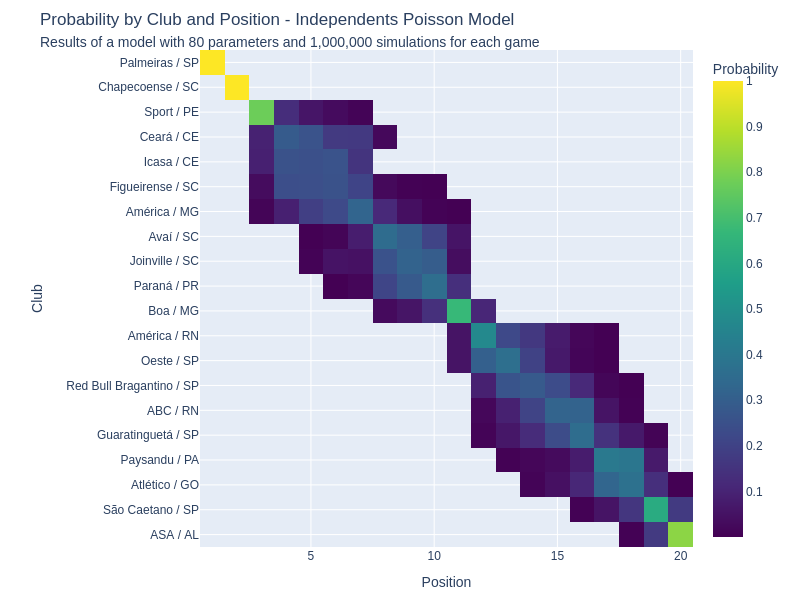 Probability by Club and Position - Independents Poisson Model
Results of a model with 80 parameters and 1,000,000 simulations for each game
Probability
Palmeiras / SP
Chapecoense / SC
Sport / PE
Ceará / CE
Icasa / CE
Figueirense / SC
América / MG
Avaí / SC
Joinville / SC
Paraná / PR
Boa / MG
América / RN
Oeste / SP
Red Bull Bragantino / SP
ABC / RN
Guaratinguetá / SP
Paysandu / PA
Atlético / GO
São Caetano / SP
ASA / AL
Club
5
10
15
20
Position
1
0.9
0.8
0.7
0.6
0.5
0.4
0.3
0.2
0.1